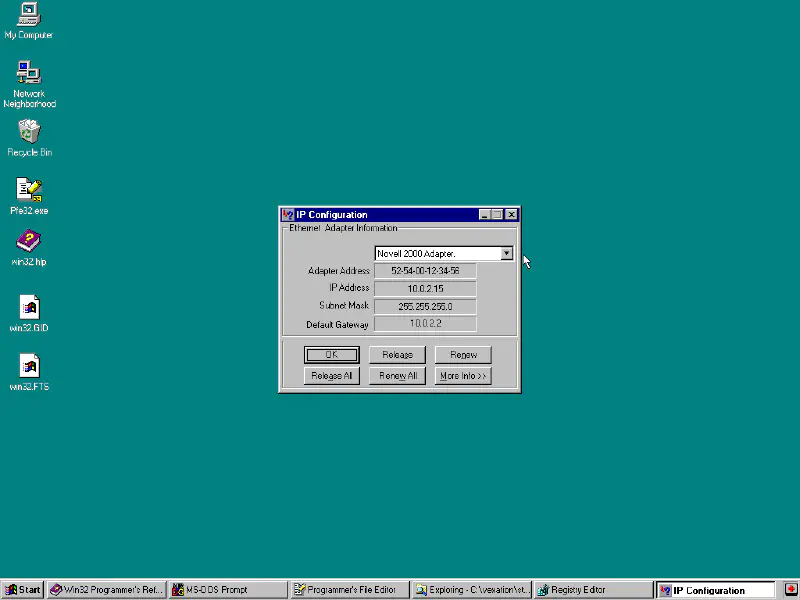 My Computer
Network
Neighborhood
Recycle Bin
Pfe32.exe
win32.hlp
win32.GID
win32.FTS
IP Configuration
Ethernet Adapter Information
Novell 2000 Adapter.
Adapter Address 52-54-00-12-34-56
IP Address 10.0.2.15
Subnet Mask 255.255.255.0
Default Gateway 10.0.2.2
OK Release Renew
Release All Renew All More Info >>
Start Win32 Programmer's Ref... MS-DOS Prompt Programmer's File Editor Exploring - C:\vexation\st... Registry Editor IP Configuration